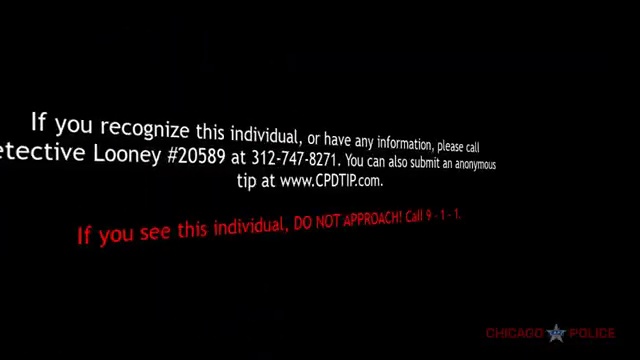 If you recognize this individual, or have any information, please call
etective Looney #20589 at 312-747-8271. You can also submit an anonymous
tip at www.CPDTIP.com.
If you see this individual, DO NOT APPROACH! Call 9 - 1 - 1.
CHICAGO POLICE